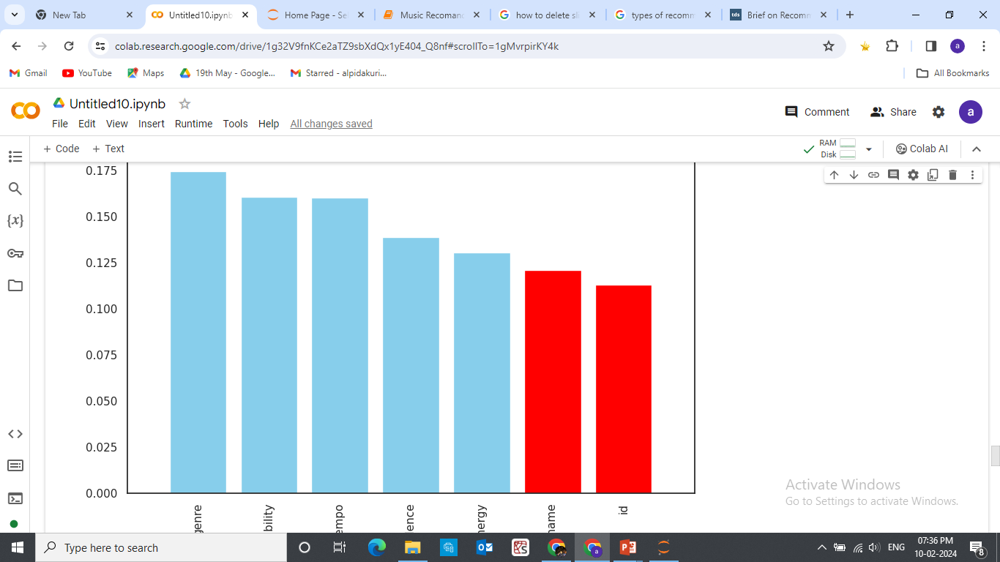 New Tab
Untitled10.ipynb
Home Page - Se
Music Recoman
how to delete sli
types of recomm
tds
Brief on Recomm
colab.research.google.com/drive/1g32V9fnKCe2aTZ9sbXdQx1yE404_Q8nf#scrollTo=1gMvrpirKY4k
a
Gmail
YouTube
Maps
19th May - Google...
Starred - alpidakuri...
All Bookmarks
Untitled10.ipynb
Comment
Share
a
File Edit View Insert Runtime Tools Help All changes saved
+ Code + Text
RAM
Disk
Colab AI
{x}
0.175
0.150
0.125
0.100
0.075
0.050
0.025
0.000
genre
bility
empo
ence
nergy
name
id
Activate Windows
Go to Settings to activate Windows.
Type here to search
a
ENG
07:36 PM
10-02-2024
8